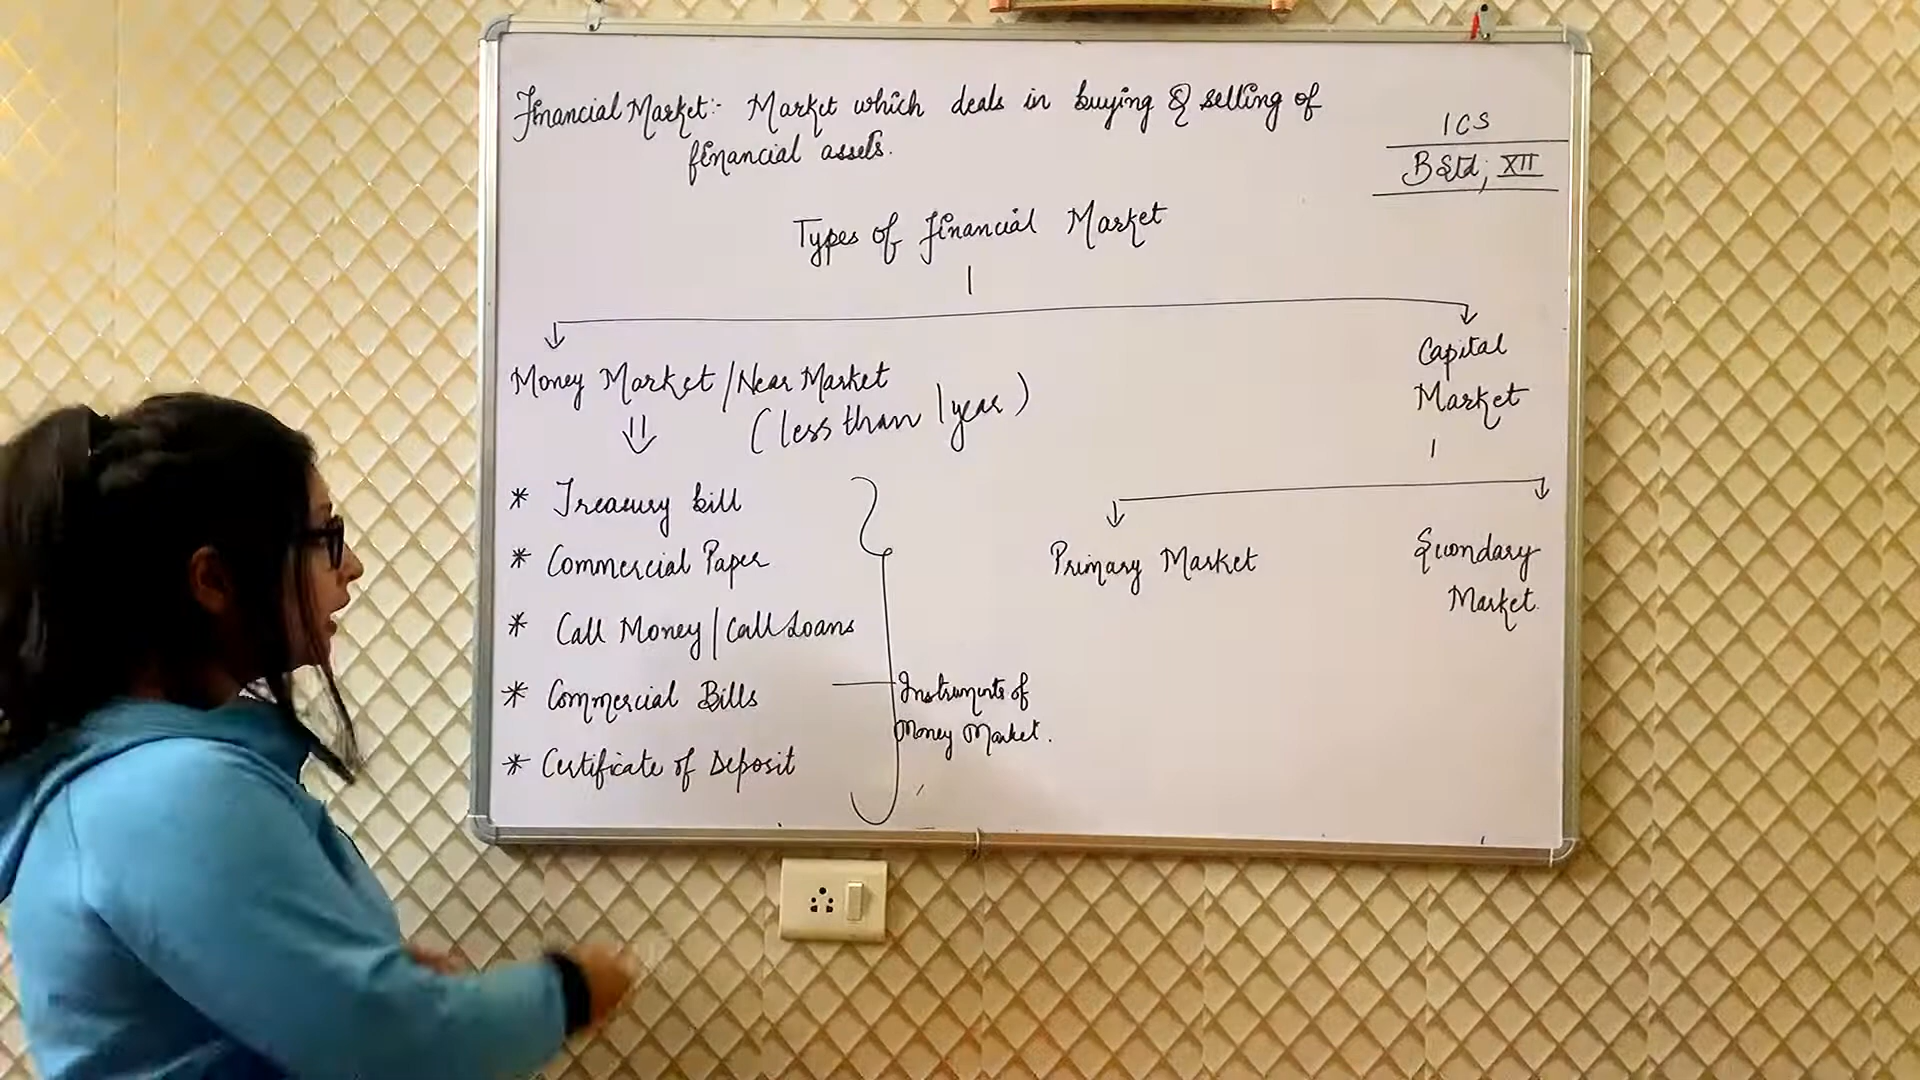 Financial Market:- Market which deals in buying & selling of
financial assets.
ICS
B.Std; XII
Types of financial Market
Money Market / Near Market
(less than 1 year)
Capital
Market
* Treasury bill
* Commercial Paper
* Call Money / Call Loans
* Commercial Bills
* Certificate of Deposit
Instruments of
Money Market.
Primary Market
Secondary
Market.